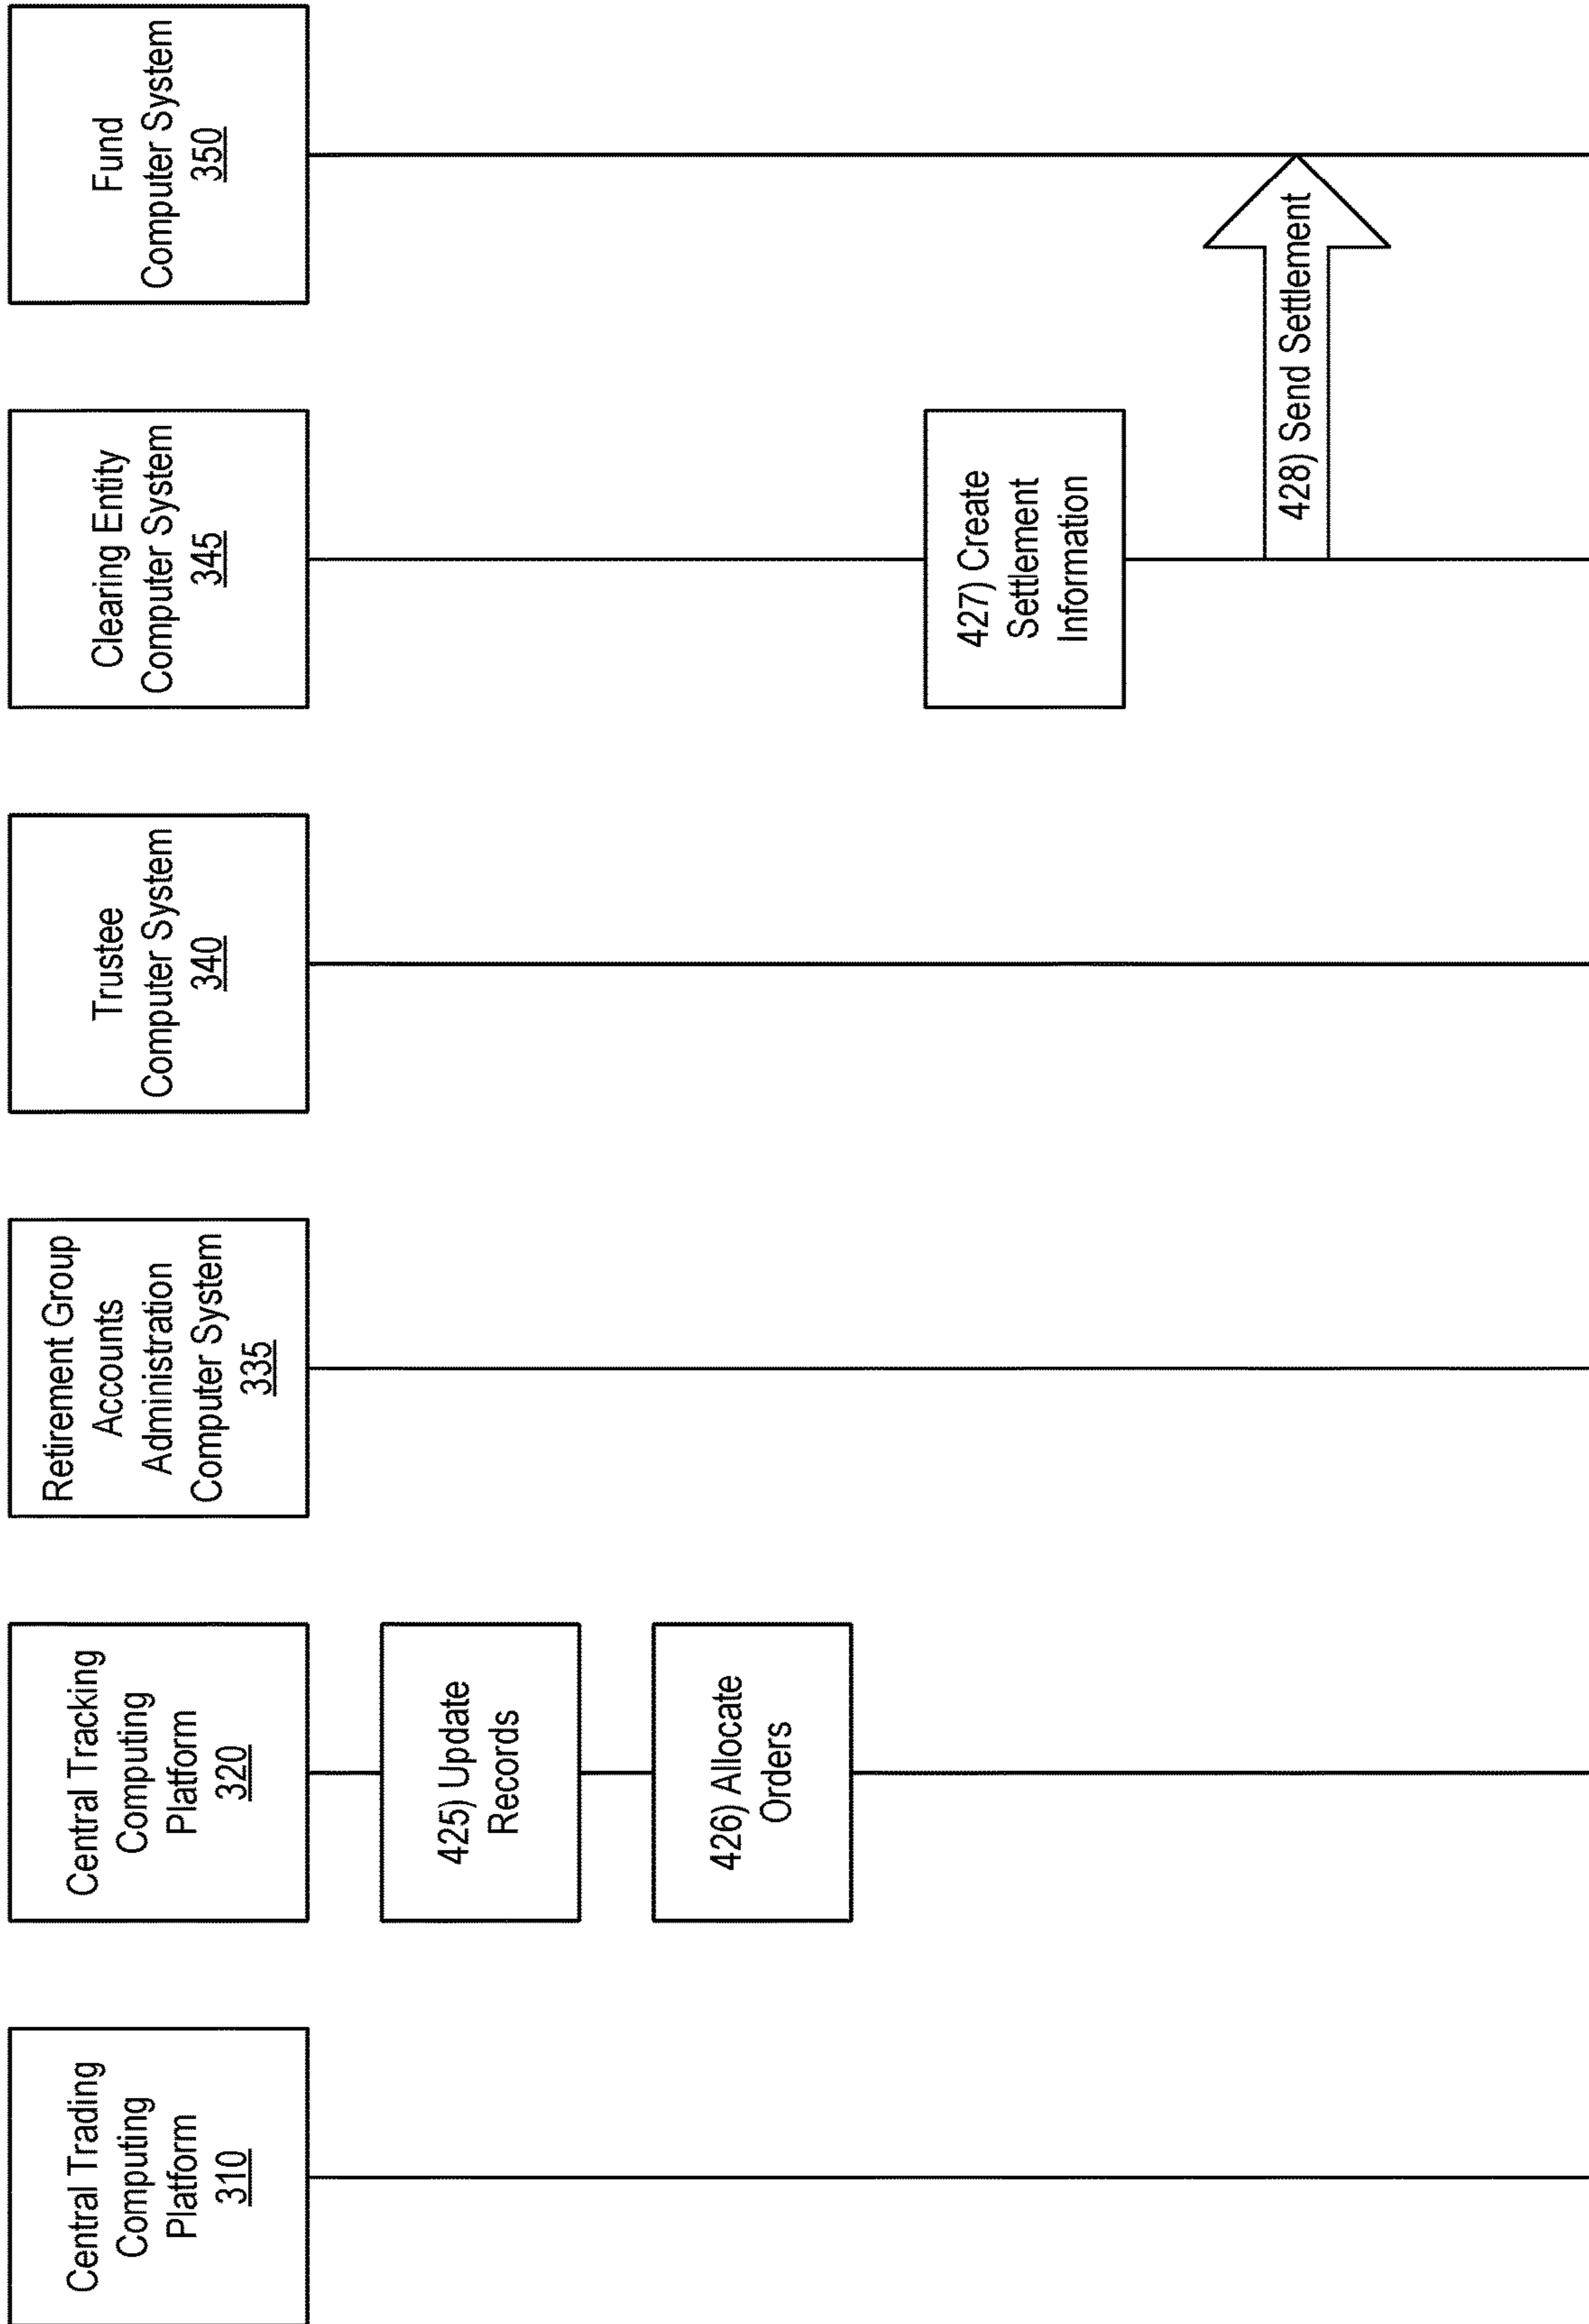 Central Trading
Computing
Platform
310
Central Tracking
Computing
Platform
320
Retirement Group
Accounts
Administration
Computer System
335
Trustee
Computer System
340
Clearing Entity
Computer System
345
Fund
Computer System
350
425) Update
Records
426) Allocate
Orders
427) Create
Settlement
Information
428) Send Settlement